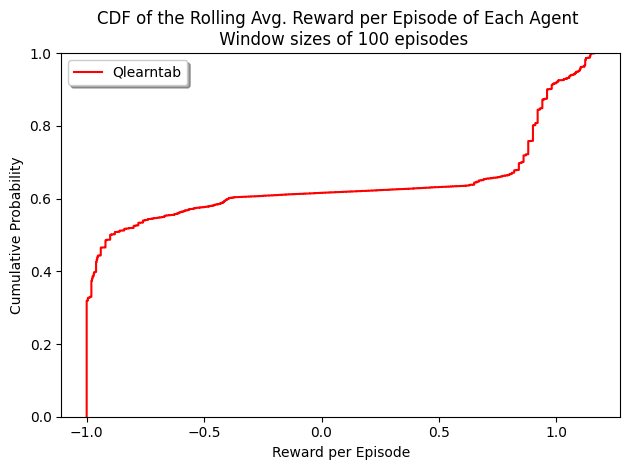 CDF of the Rolling Avg. Reward per Episode of Each Agent
Window sizes of 100 episodes
Qlearntab
Cumulative Probability
1.0
0.8
0.6
0.4
0.2
0.0
−1.0 −0.5 0.0 0.5 1.0
Reward per Episode